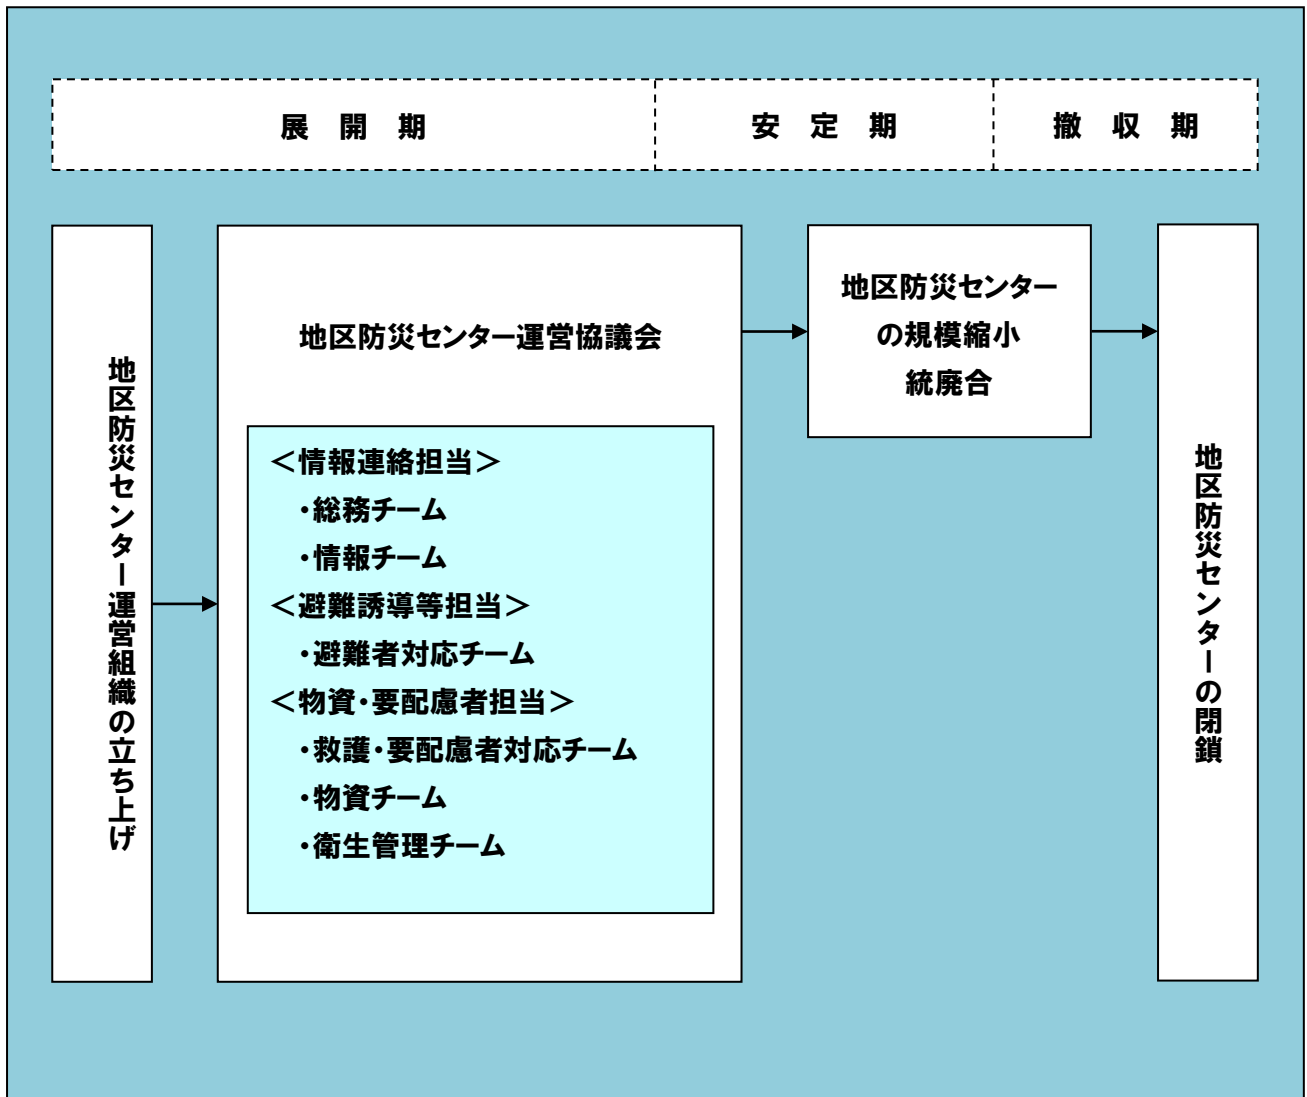 展 開 期
安 定 期
撤 収 期
地区防災センター運営組織の立ち上げ
地区防災センター運営協議会
＜情報連絡担当＞
・総務チーム
・情報チーム
＜避難誘導等担当＞
・避難者対応チーム
＜物資・要配慮者担当＞
・救護・要配慮者対応チーム
・物資チーム
・衛生管理チーム
地区防災センター
の規模縮小
統廃合
地区防災センターの閉鎖